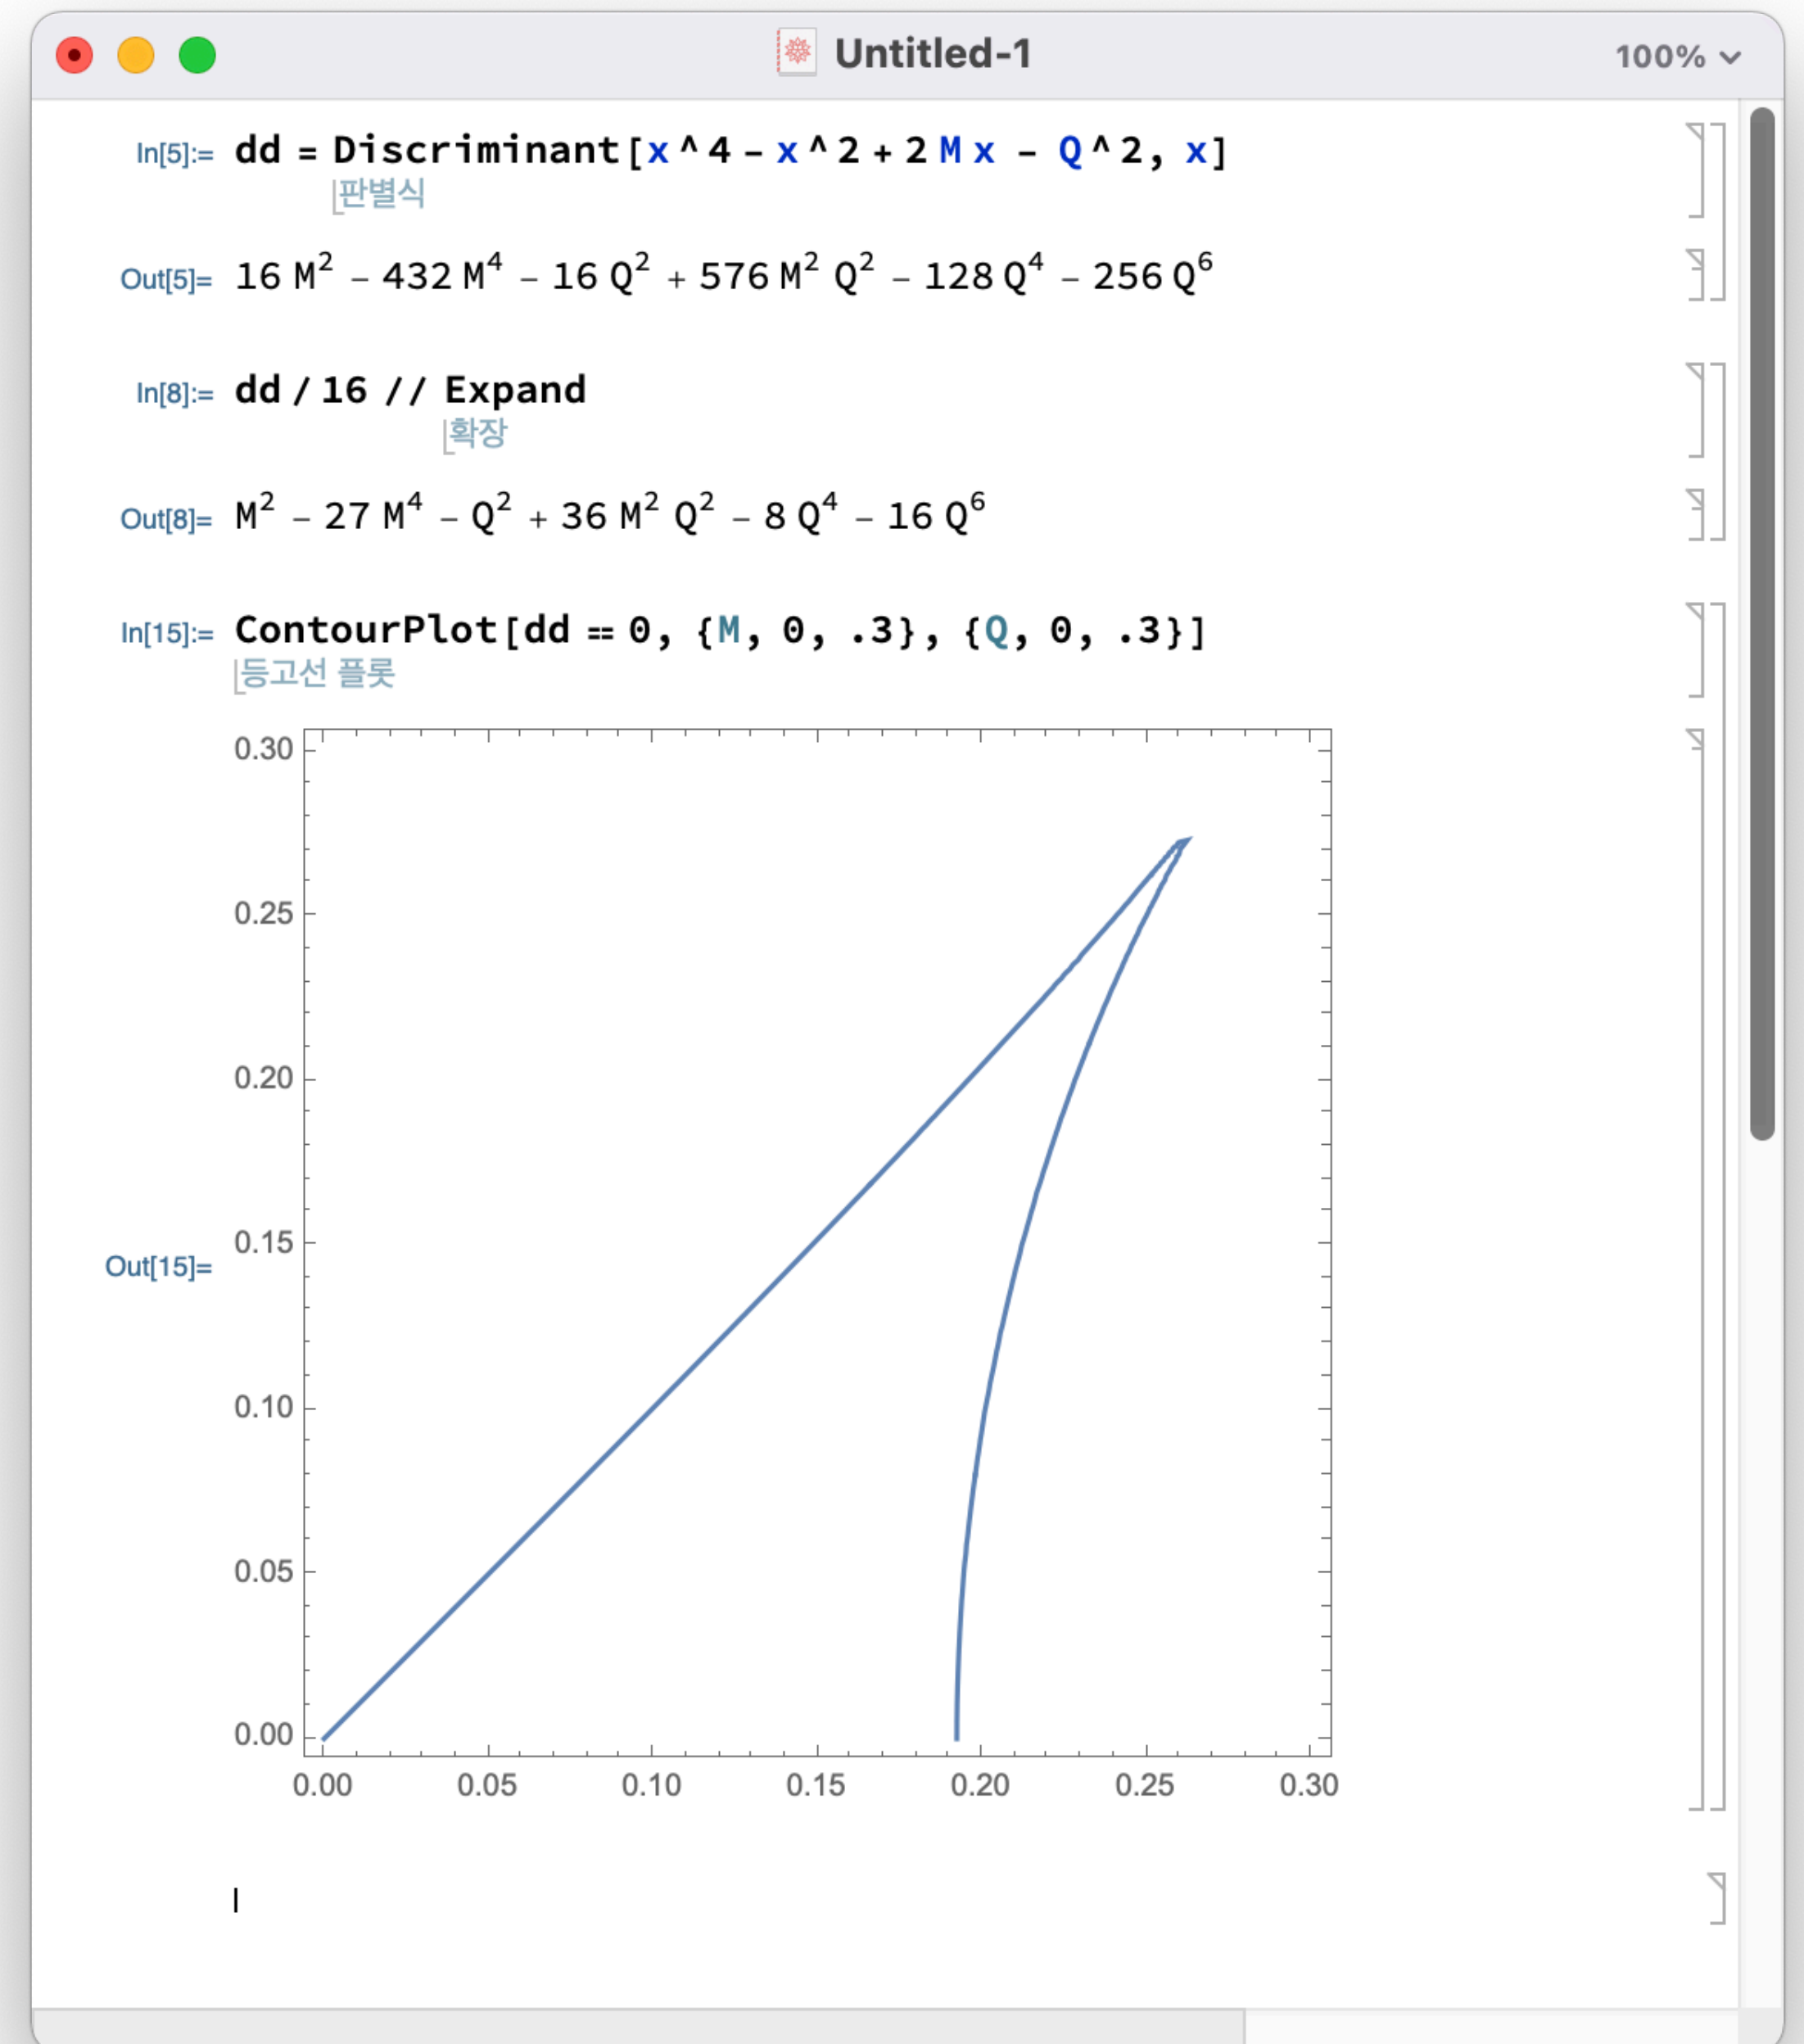 Untitled-1
100%
In[5]:= dd = Discriminant[x^4 - x^2 + 2 M x - Q^2, x]
판별식
Out[5]= 16 M² - 432 M⁴ - 16 Q² + 576 M² Q² - 128 Q⁴ - 256 Q⁶
In[8]:= dd / 16 // Expand
확장
Out[8]= M² - 27 M⁴ - Q² + 36 M² Q² - 8 Q⁴ - 16 Q⁶
In[15]:= ContourPlot[dd == 0, {M, 0, .3}, {Q, 0, .3}]
등고선 플롯
0.30
0.25
0.20
0.15
Out[15]=
0.10
0.05
0.00
0.00 0.05 0.10 0.15 0.20 0.25 0.30